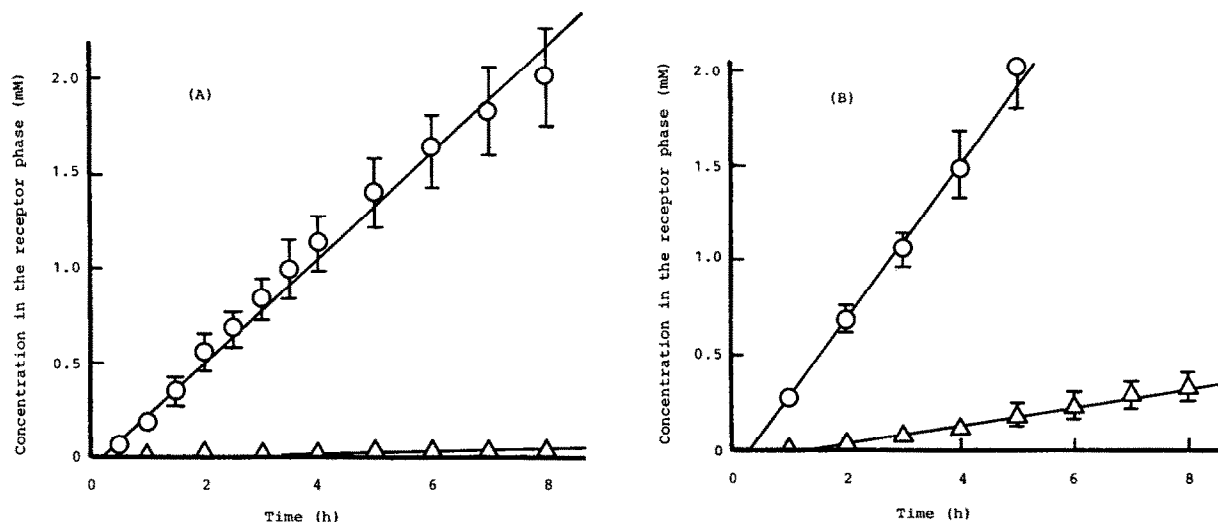 (A)
Concentration in the receptor phase (mM)
2.0
1.5
1.0
0.5
0
0 2 4 6 8
Time (h)
(B)
Concentration in the receptor phase (mM)
2.0
1.5
1.0
0.5
0
0 2 4 6 8
Time (h)